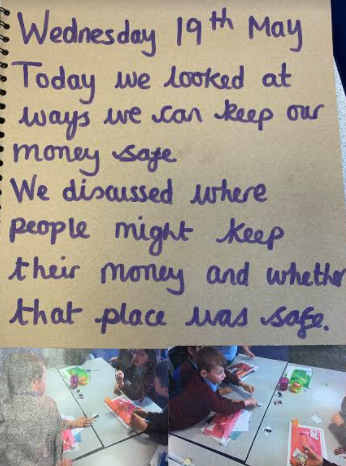 Wednesday 19th May
Today we looked at
ways we can keep our
money safe
We discussed where
people might keep
their money and whether
that place was safe.